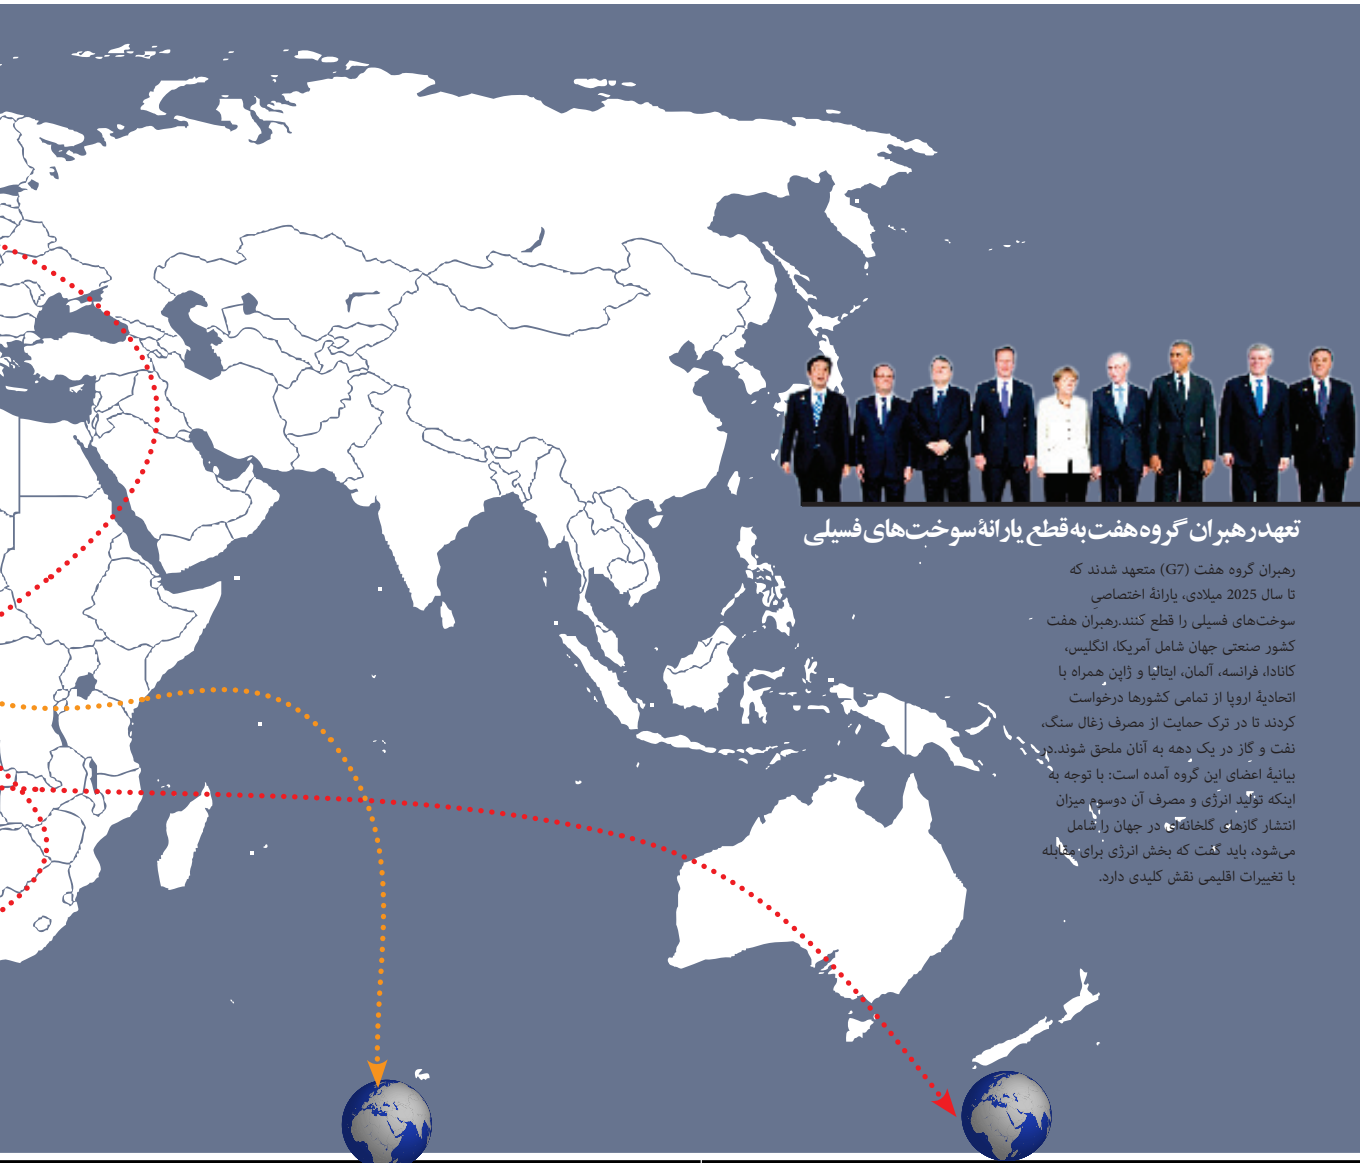 تعهد رهبران گروه هفت به قطع یارانهٔ سوخت‌های فسیلی
رهبران گروه هفت (G7) متعهد شدند که
تا سال 2025 میلادی، یارانهٔ اختصاصیِ
سوخت‌های فسیلی را قطع کنند.رهبران هفت
کشور صنعتی جهان شامل آمریکا، انگلیس،
کانادا، فرانسه، آلمان، ایتالیا و ژاپن همراه با
اتحادیهٔ اروپا از تمامی کشورها درخواست
کردند تا در ترک حمایت از مصرف زغال سنگ،
نفت و گاز در یک دهه به آنان ملحق شوند.در
بیانیهٔ اعضای این گروه آمده است: با توجه به
اینکه تولید انرژی و مصرف آن دوسوم میزان
انتشار گازهای گلخانه‌ای در جهان را شامل
می‌شود، باید گفت که بخش انرژی برای مقابله
با تغییرات اقلیمی نقش کلیدی دارد.